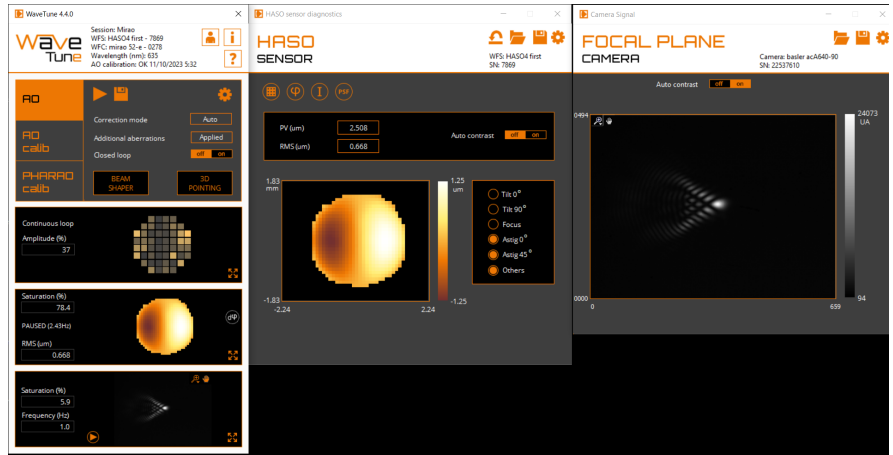 WaveTune 4.4.0
Wave
Tune
Session: Mirao
WFS: HASO4 first - 7869
WFC: mirao 52-e - 0278
Wavelength (nm): 635
AO calibration: OK 11/10/2023 5:32
i
?
AO
AO
calib
PHARAO
calib
Correction mode
Auto
Additional aberrations
Applied
Closed loop
off on
BEAM
SHAPER
3D
POINTING
Continuous loop
Amplitude (%)
37
Saturation (%)
78.4
PAUSED (2.43Hz)
RMS (um)
0.668
dφ
Saturation (%)
5.9
Frequency (Hz)
1.0
HASO sensor diagnostics
HASO
SENSOR
WFS: HASO4 first
SN: 7869
φ
I
PSF
PV (um)
2.508
RMS (um)
0.668
Auto contrast
off on
1.83
mm
-1.83
-2.24
2.24
1.25
um
-1.25
Tilt 0°
Tilt 90°
Focus
Astig 0°
Astig 45°
Others
Camera Signal
FOCAL PLANE
CAMERA
Camera: basler acA640-90
SN: 22537610
Auto contrast
off on
0494
0000
0
659
24073
UA
94